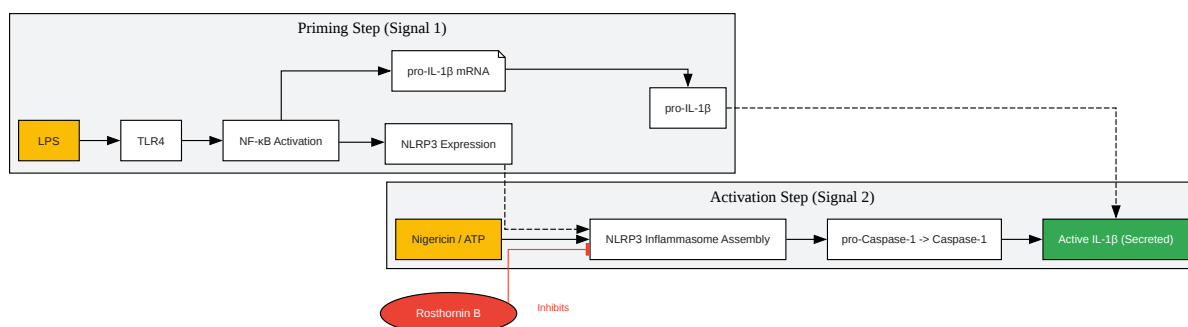 Priming Step (Signal 1)
pro-IL-1β mRNA
pro-IL-1β
LPS
TLR4
NF-κB Activation
NLRP3 Expression
Activation Step (Signal 2)
Nigericin / ATP
NLRP3 Inflammasome Assembly
pro-Caspase-1 -> Caspase-1
Active IL-1β (Secreted)
Rosthornin B
Inhibits